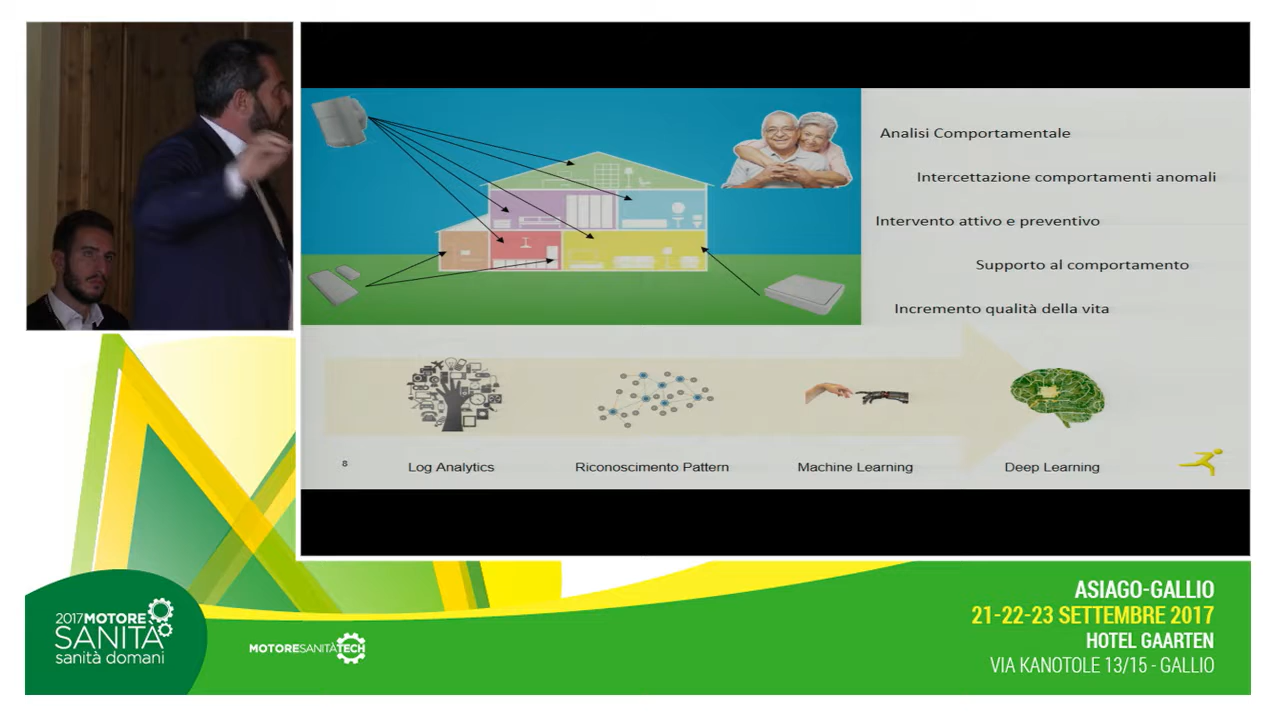 Analisi Comportamentale
Intercettazione comportamenti anomali
Intervento attivo e preventivo
Supporto al comportamento
Incremento qualità della vita
8
Log Analytics
Riconoscimento Pattern
Machine Learning
Deep Learning
2017MOTORE
SANITÀ
sanità domani
MOTORESANITÀTECH
ASIAGO-GALLIO
21-22-23 SETTEMBRE 2017
HOTEL GAARTEN
VIA KANOTOLE 13/15 - GALLIO